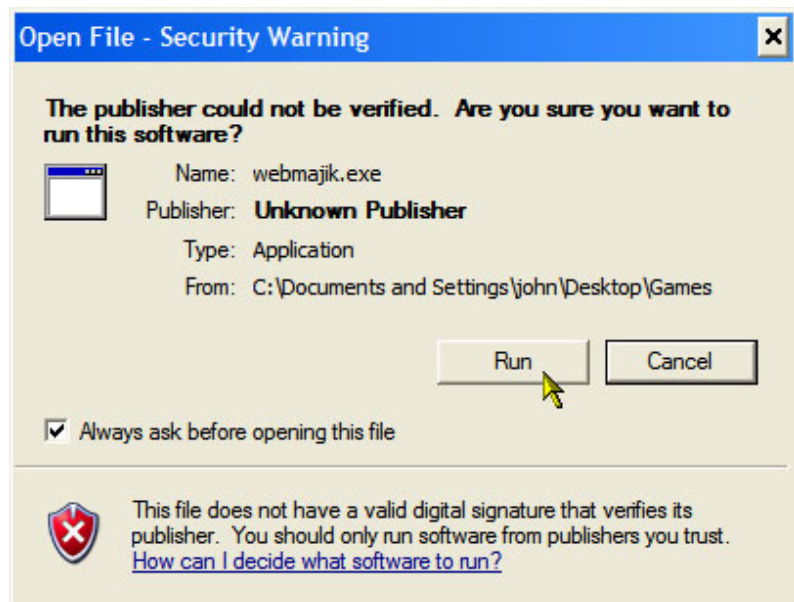 Open File - Security Warning
The publisher could not be verified. Are you sure you want to
run this software?
Name: webmajik.exe
Publisher: Unknown Publisher
Type: Application
From: C:\Documents and Settings\john\Desktop\Games
Run Cancel
Always ask before opening this file
This file does not have a valid digital signature that verifies its
publisher. You should only run software from publishers you trust.
How can I decide what software to run?